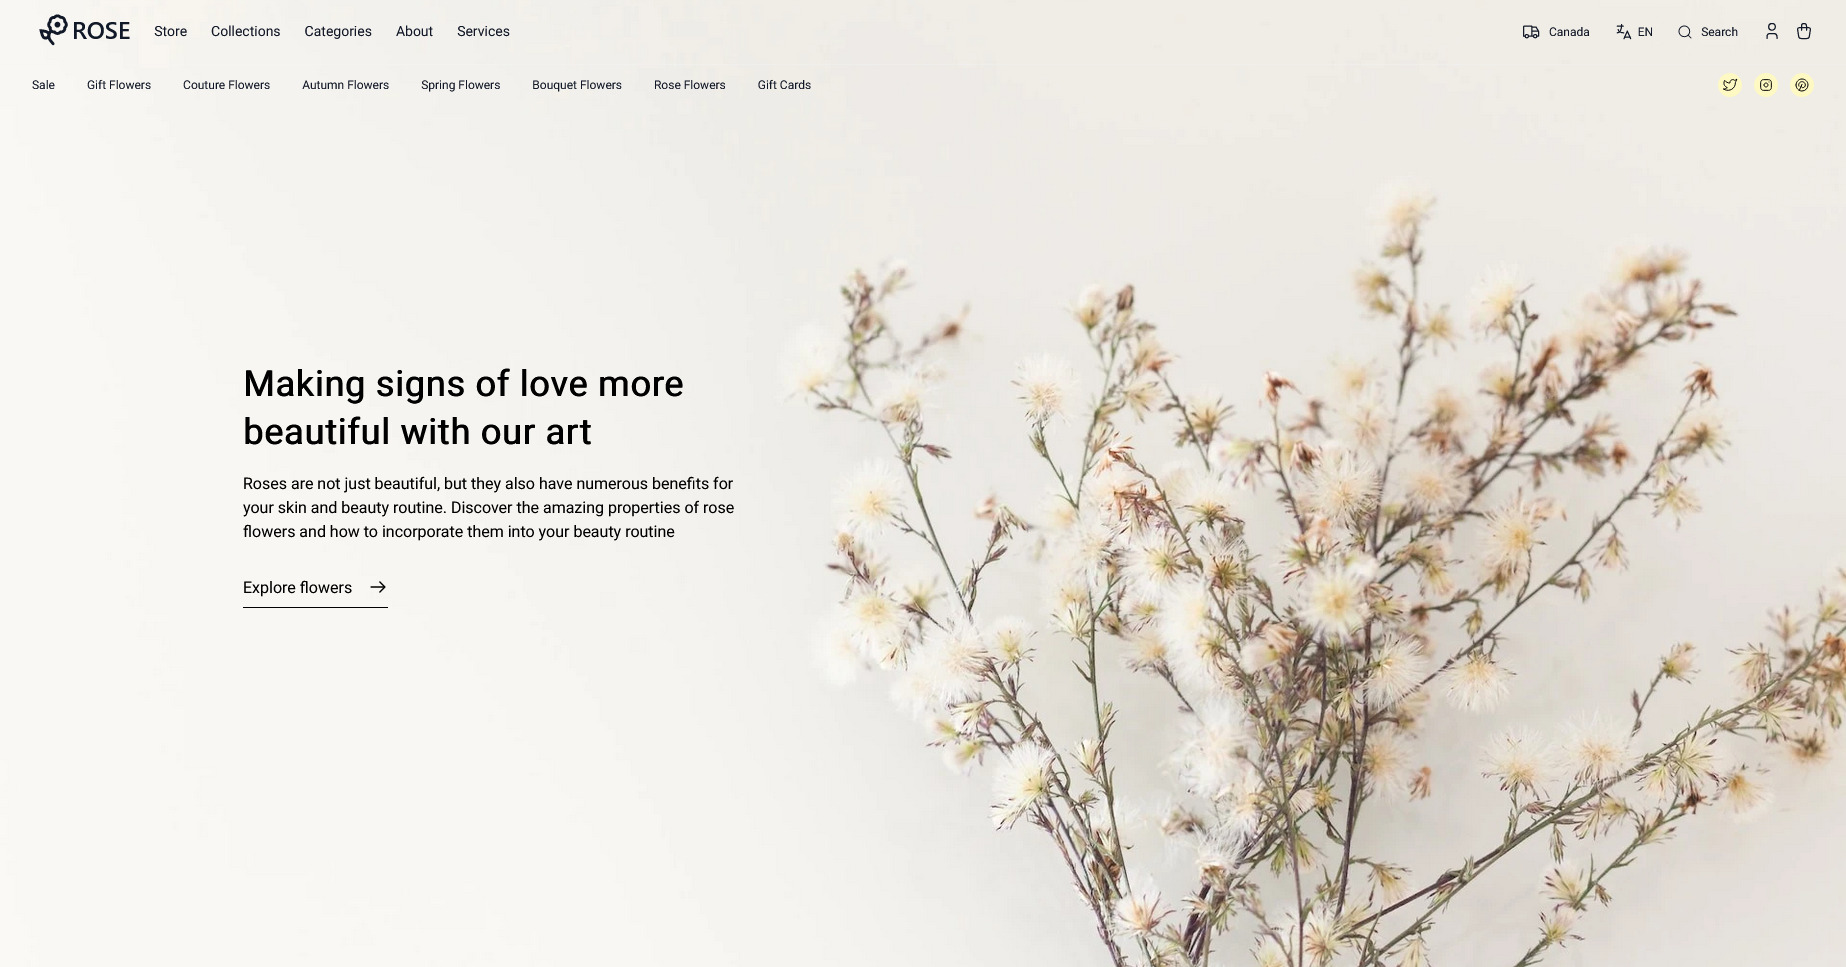 ROSE
Store Collections Categories About Services
Canada EN Search
Sale Gift Flowers Couture Flowers Autumn Flowers Spring Flowers Bouquet Flowers Rose Flowers Gift Cards
Making signs of love more
beautiful with our art
Roses are not just beautiful, but they also have numerous benefits for
your skin and beauty routine. Discover the amazing properties of rose
flowers and how to incorporate them into your beauty routine
Explore flowers